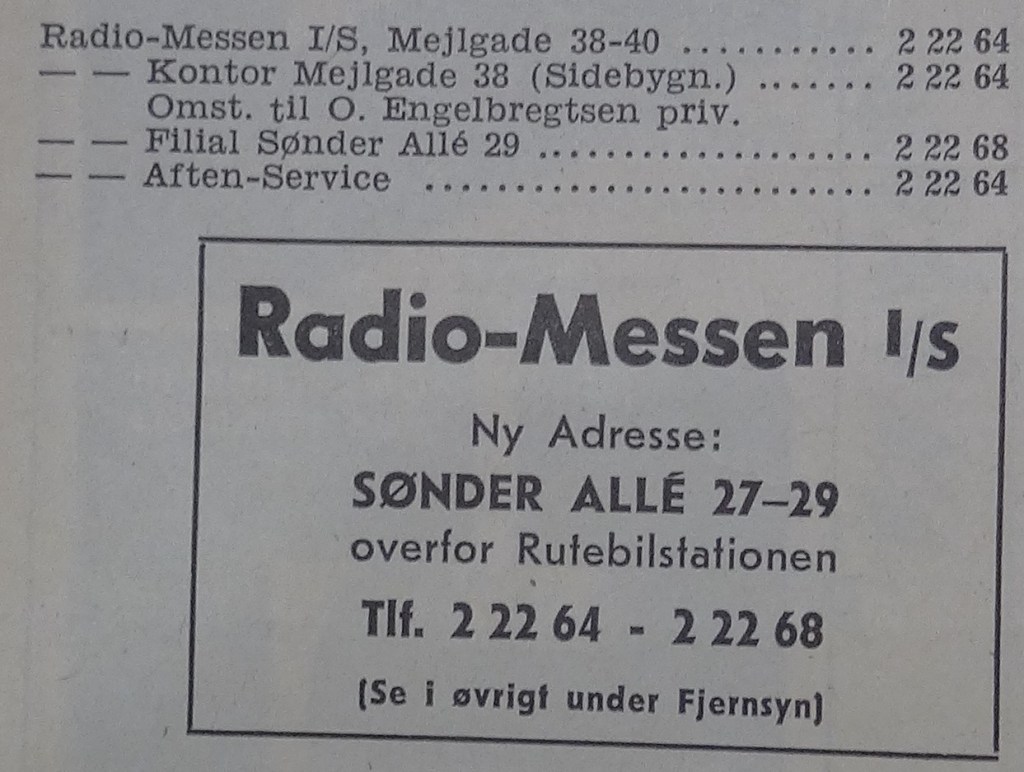 Radio-Messen I/S, Mejlgade 38-40 ........... 2 22 64
— — Kontor Mejlgade 38 (Sidebygn.) ....... 2 22 64
Omst. til O. Engelbregtsen priv.
— — Filial Sønder Allé 29 ................... 2 22 68
— — Aften-Service .......................... 2 22 64
Radio-Messen I/S
Ny Adresse:
SØNDER ALLÉ 27-29
overfor Rutebilstationen
Tlf. 2 22 64 - 2 22 68
(Se i øvrigt under Fjernsyn)